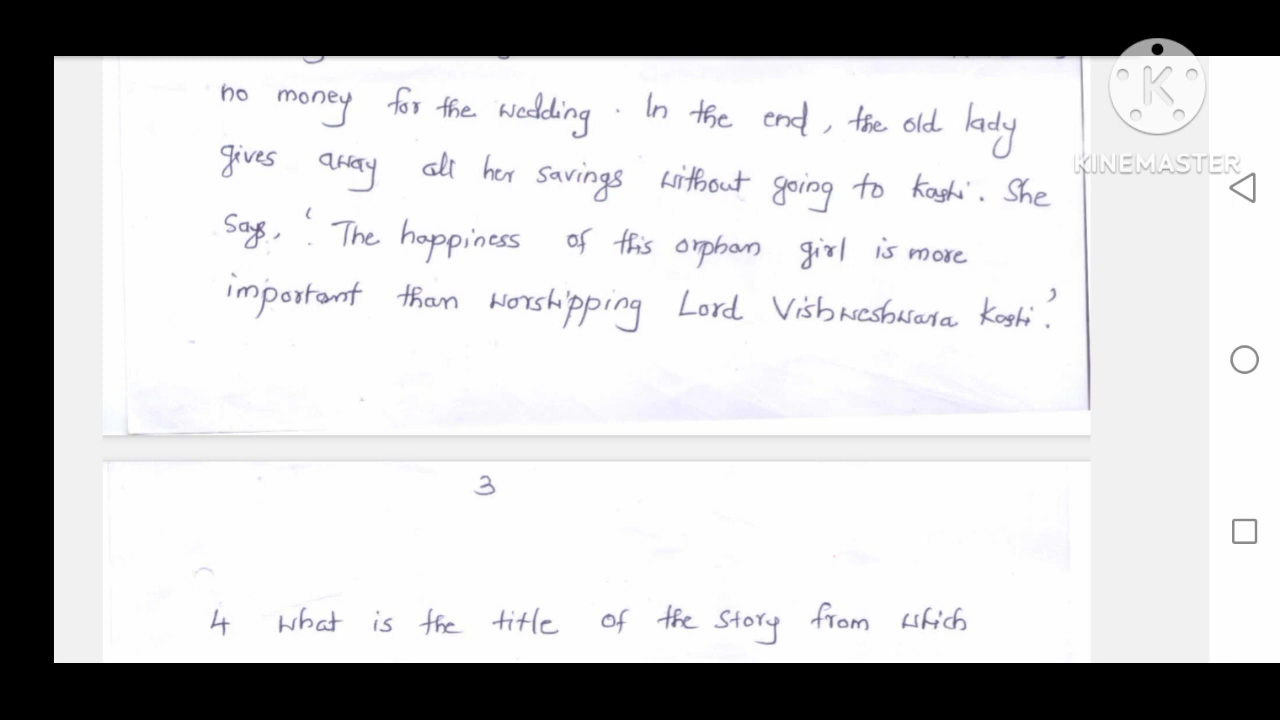 no money for the wedding. In the end, the old lady
gives away all her savings without going to Kashi. She
says, 'The happiness of this orphan girl is more
important than worshipping Lord Vishweshwara Kashi.'
3
4 What is the title of the story from which
KINEMASTER